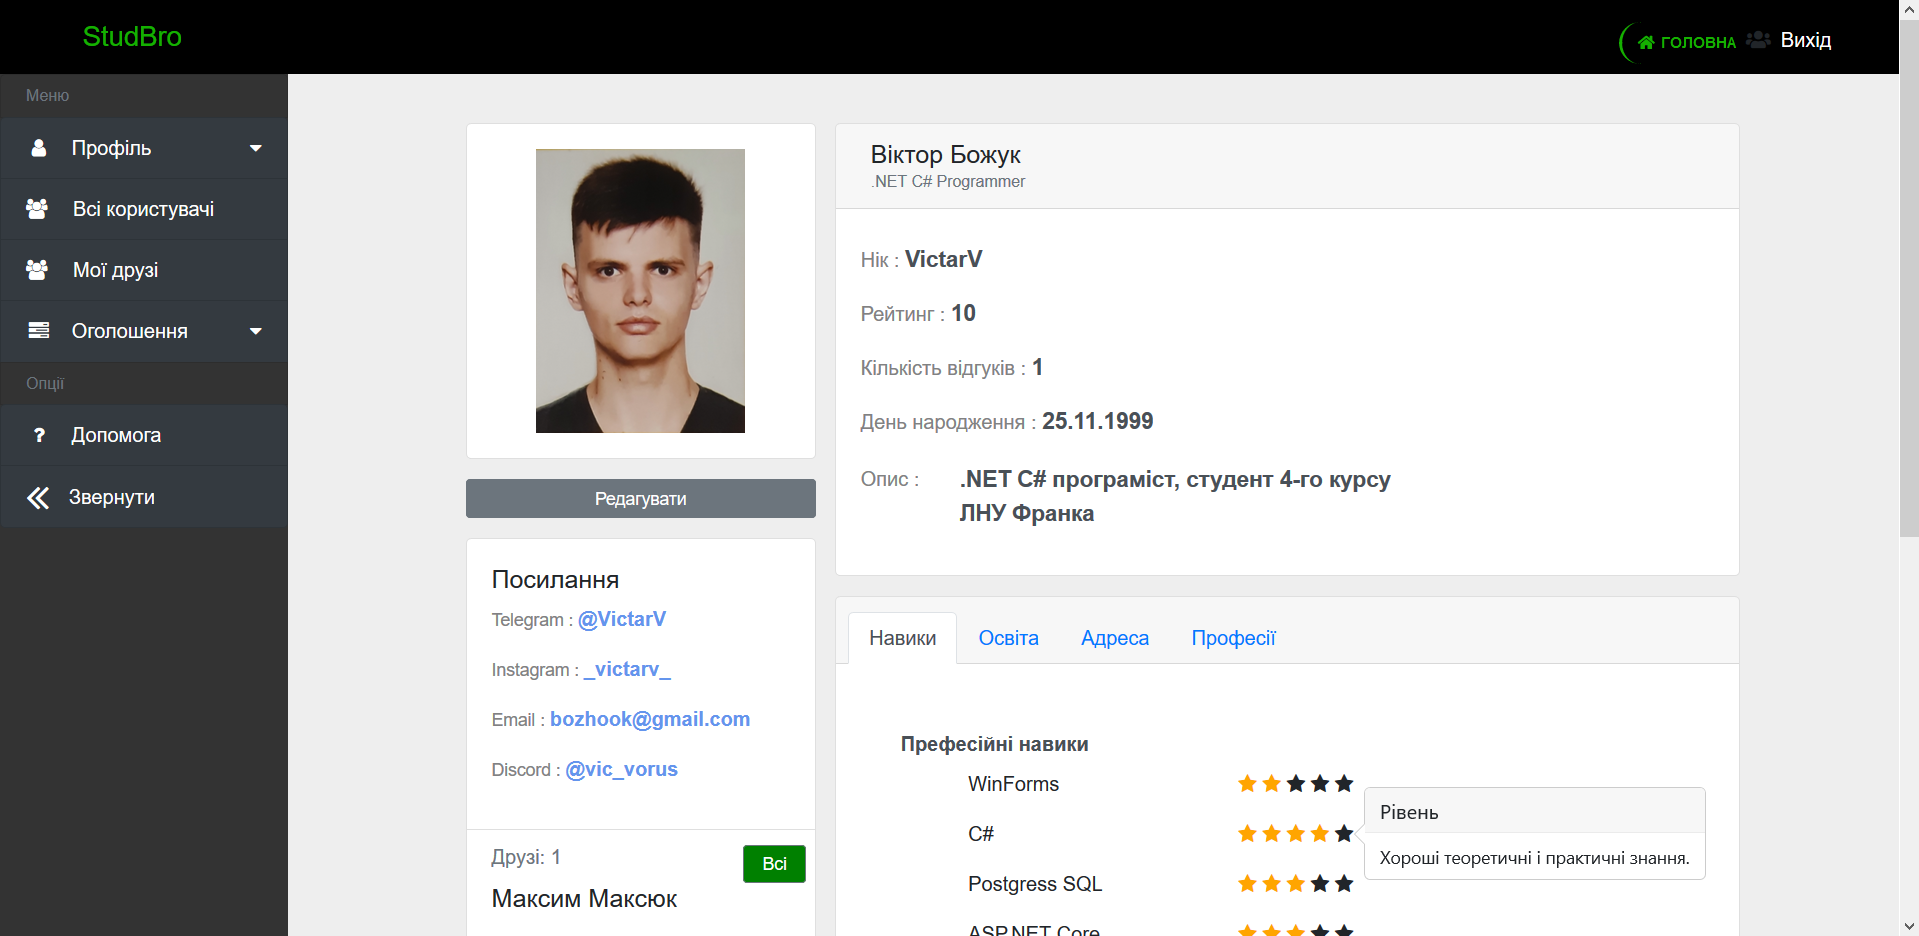 StudBro
ГОЛОВНА
Вихід
Меню
Профіль
Всі користувачі
Мої друзі
Оголошення
Опції
Допомога
Звернути
Редагувати
Посилання
Telegram : @VictarV
Instagram : _victarv_
Email : bozhook@gmail.com
Discord : @vic_vorus
Друзі: 1
Всі
Максим Максюк
Віктор Божук
.NET C# Programmer
Нік : VictarV
Рейтинг : 10
Кількість відгуків : 1
День народження : 25.11.1999
Опис : .NET C# програміст, студент 4-го курсу
ЛНУ Франка
Навики Освіта Адреса Професії
Префесійні навики
WinForms
C#
Postgress SQL
ASP.NET Core
Рівень
Хороші теоретичні і практичні знання.